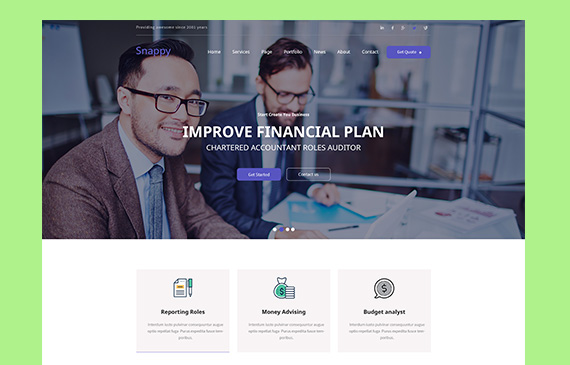 Providing awesome since 2002 years
Snappy
Home Services Page Portfolio News About Contact Get Quote
Start Create You Business
IMPROVE FINANCIAL PLAN
CHARTERED ACCOUNTANT ROLES AUDITOR
Get Started Contact us
Reporting Roles Money Advising Budget analyst
Interdum iusto pulvinar consequuntur augue Interdum iusto pulvinar consequuntur augue Interdum iusto pulvinar consequuntur augue
optio repellat fuga. Purus expedita fusce tem optio repellat fuga. Purus expedita fusce tem optio repellat fuga. Purus expedita fusce tem
poribus. poribus. poribus.